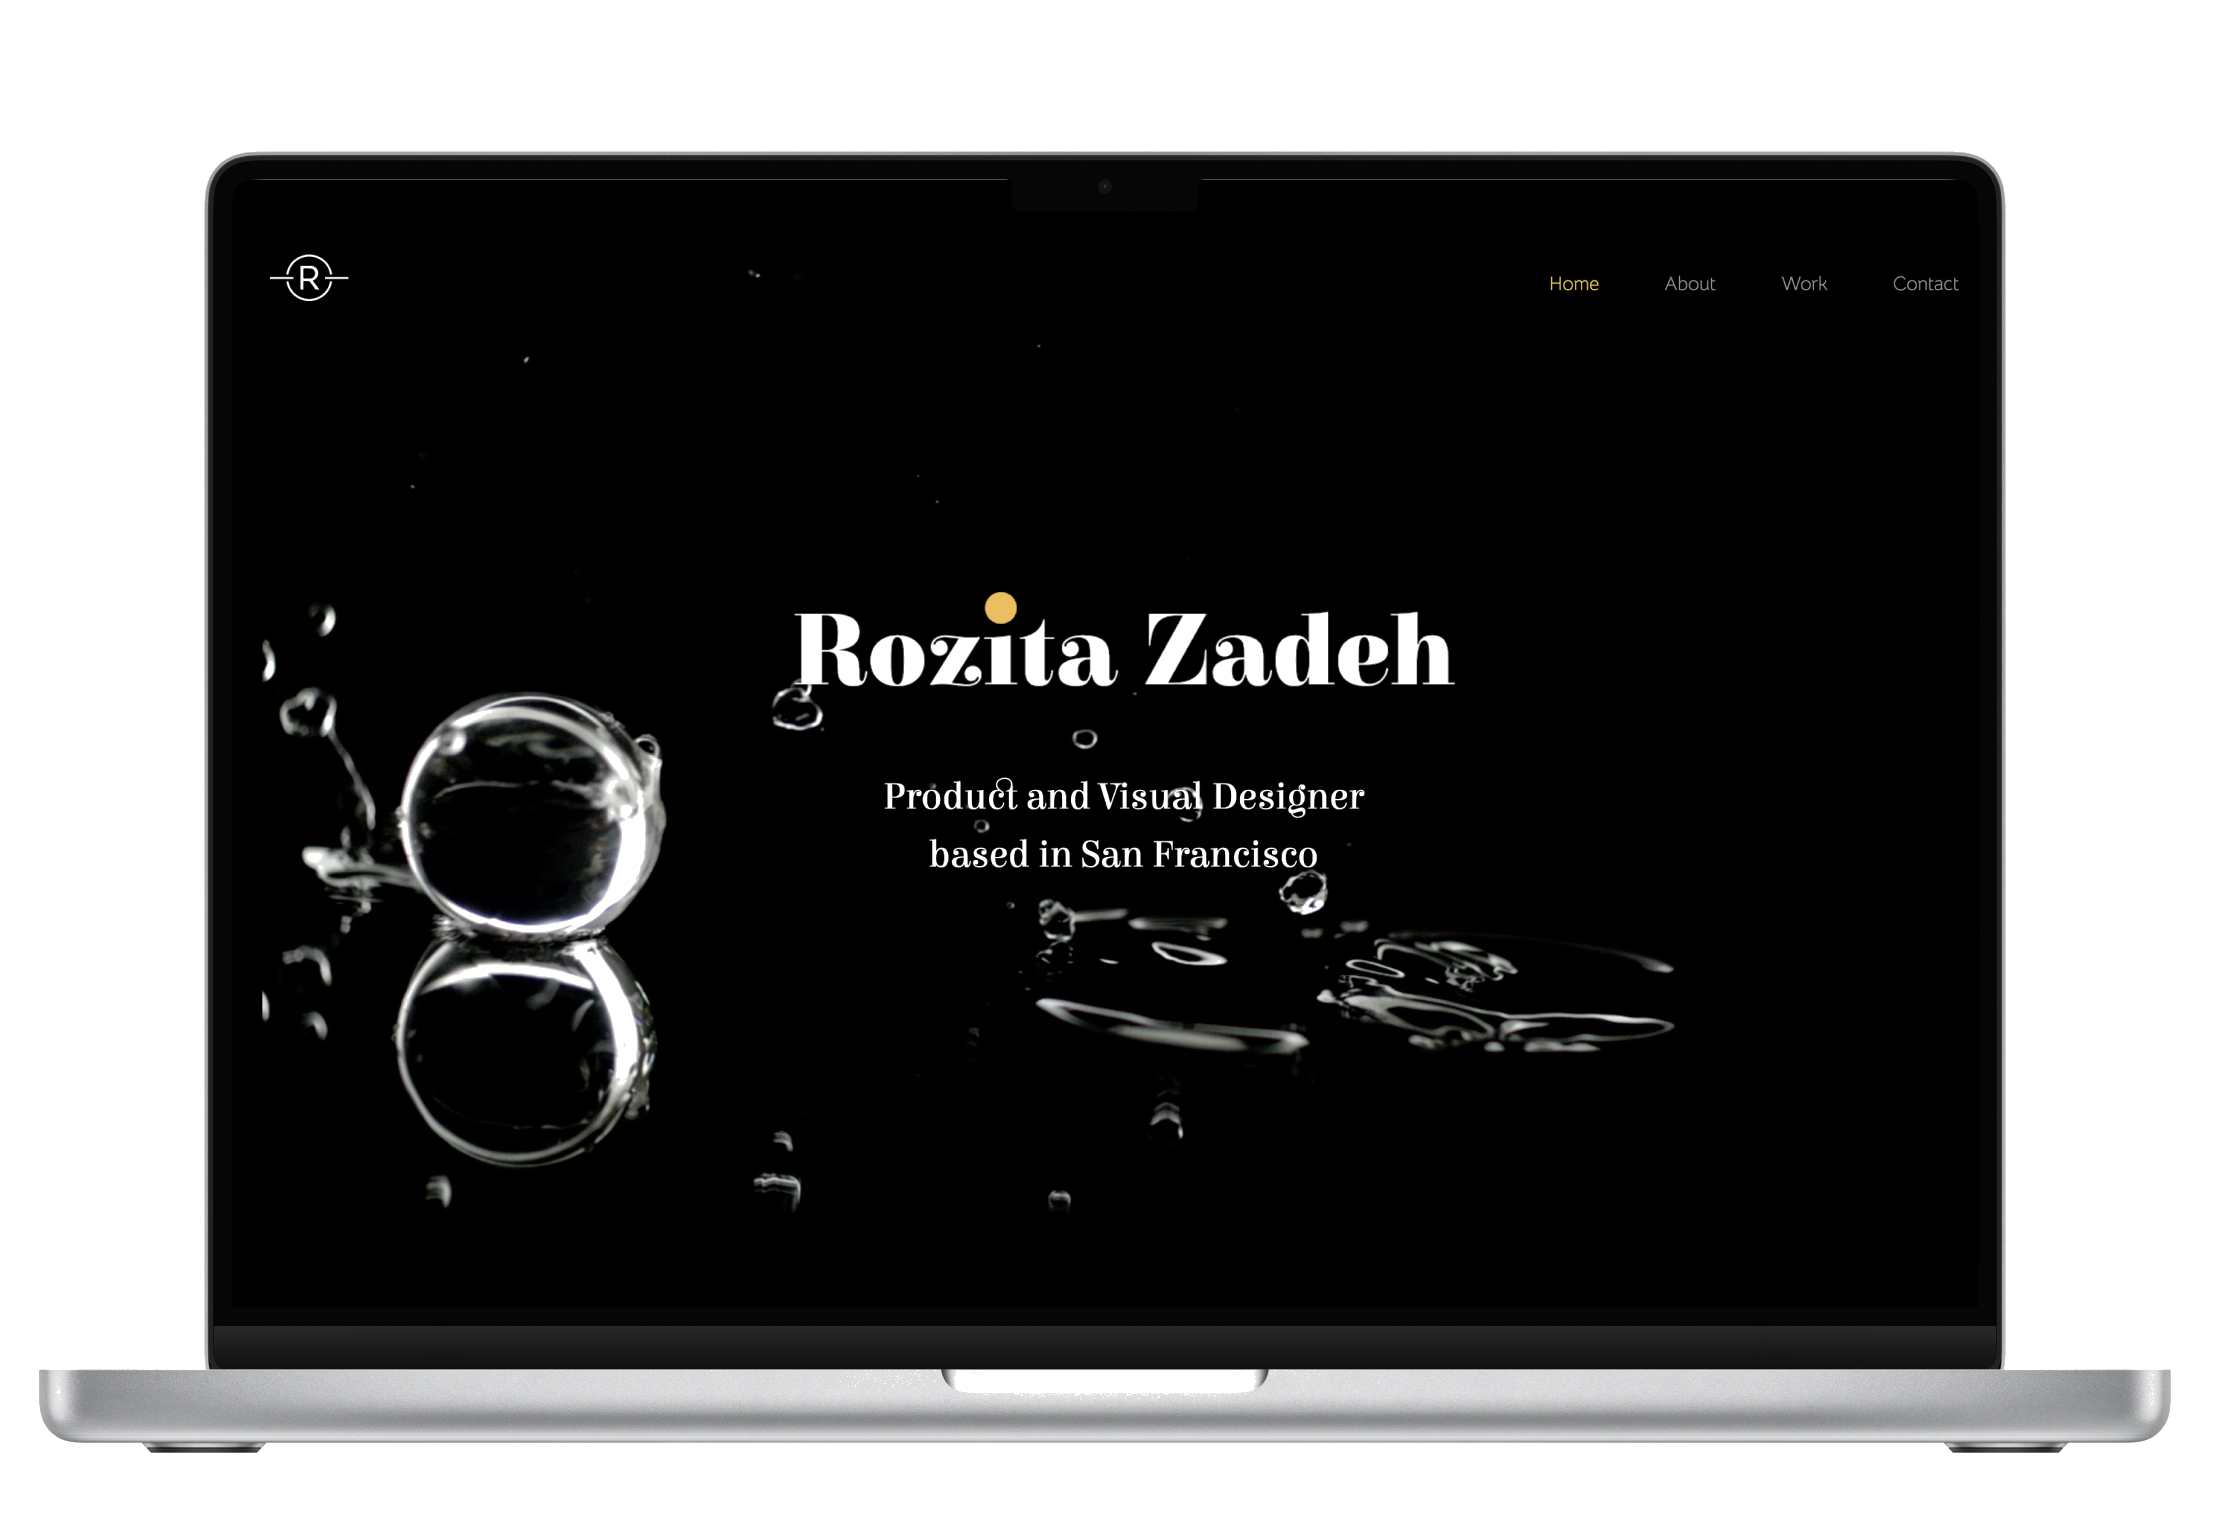 R
Home About Work Contact
Rozita Zadeh
Product and Visual Designer
based in San Francisco